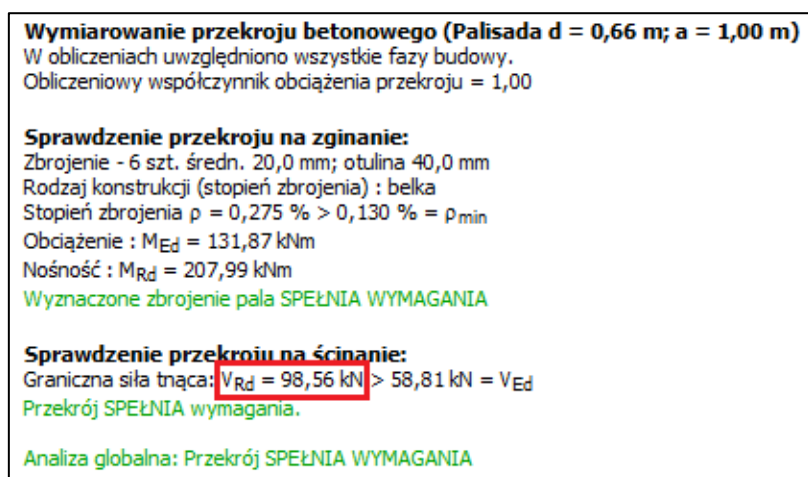 Wymiarowanie przekroju betonowego (Palisada d = 0,66 m; a = 1,00 m)
W obliczeniach uwzględniono wszystkie fazy budowy.
Obliczeniowy współczynnik obciążenia przekroju = 1,00
Sprawdzenie przekroju na zginanie:
Zbrojenie - 6 szt. średn. 20,0 mm; otulina 40,0 mm
Rodzaj konstrukcji (stopień zbrojenia) : belka
Stopień zbrojenia ρ = 0,275 % > 0,130 % = ρmin
Obciążenie : MEd = 131,87 kNm
Nośność : MRd = 207,99 kNm
Wyznaczone zbrojenie pala SPEŁNIA WYMAGANIA
Sprawdzenie przekroju na ścinanie:
Graniczna siła tnąca: VRd = 98,56 kN > 58,81 kN = VEd
Przekrój SPEŁNIA wymagania.
Analiza globalna: Przekrój SPEŁNIA WYMAGANIA